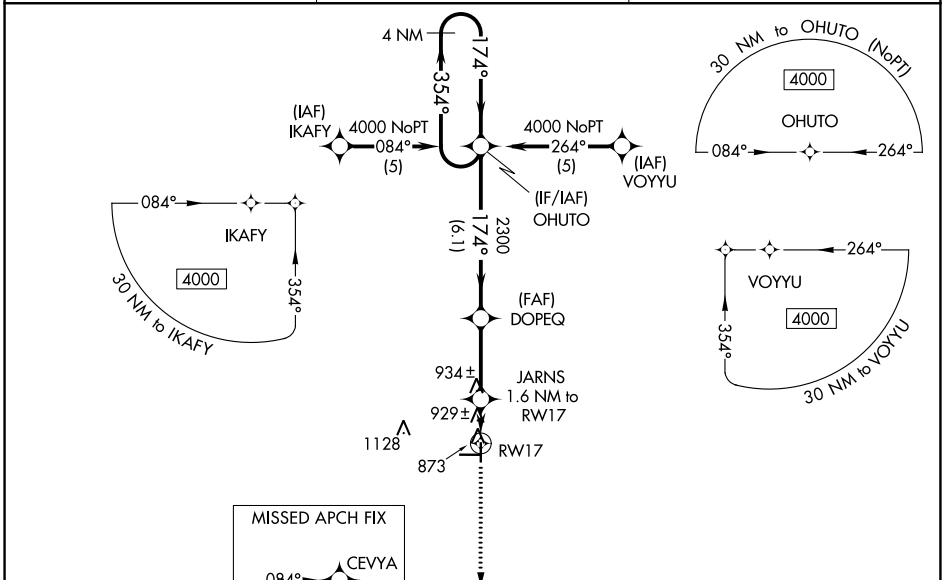 4 NM
174°
354°
(IAF)
IKAFY
4000 NoPT
084°
(5)
4000 NoPT
264°
(5)
(IAF)
VOYYU
(IF/IAF)
OHUTO
30 NM to OHUTO (NoPT)
4000
OHUTO
084°
264°
084°
IKAFY
4000
354°
30 NM to IKAFY
2300
174°
(6.1)
264°
VOYYU
4000
354°
30 NM to VOYYU
(FAF)
DOPEQ
934±
JARNS
1.6 NM to
RW17
929±
1128
873
RW17
MISSED APCH FIX
CEVYA
084°